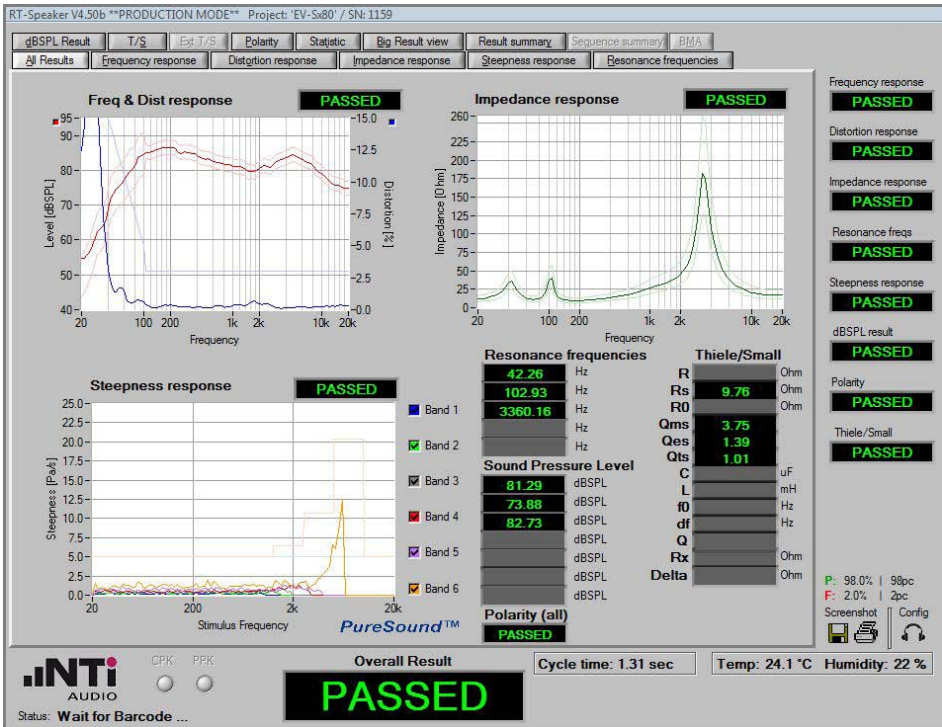 RT-Speaker V4.50b **PRODUCTION MODE** Project: 'EV-Sx80' / SN: 1159
dBSPL Result T/S Ext T/S Polarity Statistic Big Result view Result summary Sequence summary BMA
All Results Frequency response Distortion response Impedance response Steepness response Resonance frequencies
Freq & Dist response PASSED
95 15.0
90
12.5
80
10.0
70
7.5
60
5.0
50
2.5
40 0.0
Level [dBSPL]
Distortion [%]
20 100 200 1k 2k 10k 20k
Frequency
Impedance response PASSED
260
225
200
175
150
125
100
75
50
25
0
Impedance [Ohm]
20 100 200 1k 2k 10k 20k
Frequency
Steepness response PASSED
25.0
22.5
20.0
17.5
15.0
12.5
10.0
7.5
5.0
2.5
0.0
Steepness [Pa/s]
20 200 2k 20k
Stimulus Frequency
PureSound™
Band 1
Band 2
Band 3
Band 4
Band 5
Band 6
Resonance frequencies
42.26 Hz
102.93 Hz
3360.16 Hz
Hz
Hz
Sound Pressure Level
81.29 dBSPL
73.88 dBSPL
82.73 dBSPL
dBSPL
dBSPL
dBSPL
dBSPL
Polarity (all)
PASSED
Thiele/Small
R Ohm
Rs 9.76 Ohm
R0 Ohm
Qms 3.75
Qes 1.39
Qts 1.01
C uF
L mH
f0 Hz
df Hz
Q
Rx Ohm
Delta Ohm
Frequency response
PASSED
Distortion response
PASSED
Impedance response
PASSED
Resonance freqs
PASSED
Steepness response
PASSED
dBSPL result
PASSED
Polarity
PASSED
Thiele/Small
PASSED
P: 98.0% | 98pc
F: 2.0% | 2pc
Screenshot Config
NTi
AUDIO
CPK PPK
Status: Wait for Barcode ...
Overall Result
PASSED
Cycle time: 1.31 sec
Temp: 24.1 °C Humidity: 22 %